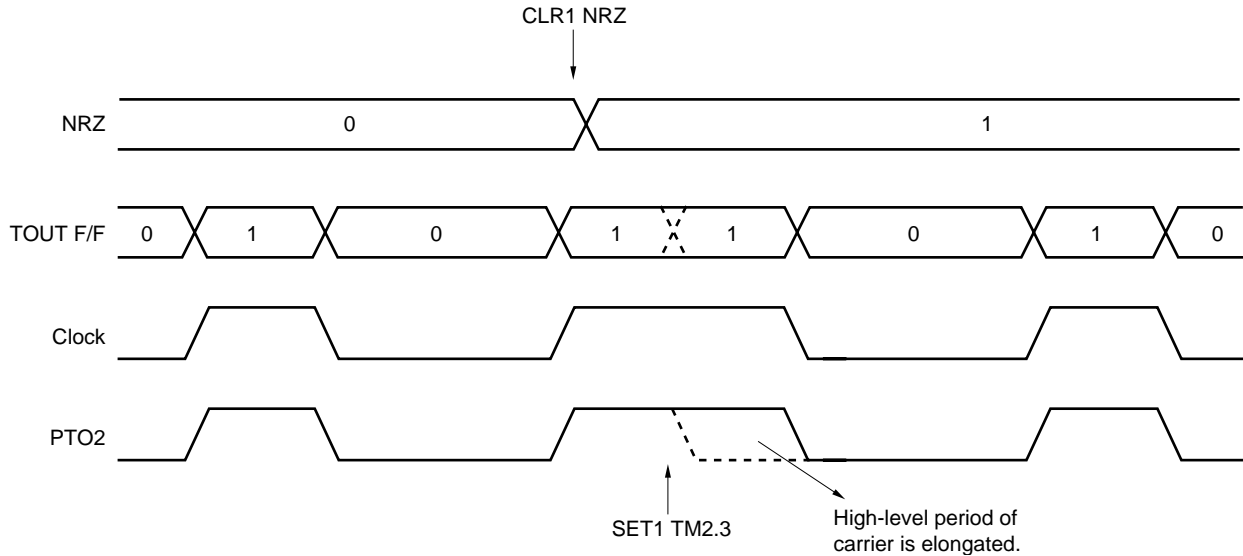 CLR1 NRZ
NRZ 0 1
TOUT F/F 0 1 0 1 1 0 1 0
Clock
PTO2
SET1 TM2.3
High-level period of
carrier is elongated.